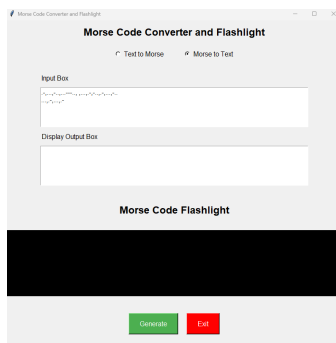 Morse Code Converter and Flashlight
Morse Code Converter and Flashlight
Text to Morse
Morse to Text
Input Box
Display Output Box
Morse Code Flashlight
Generate
Exit